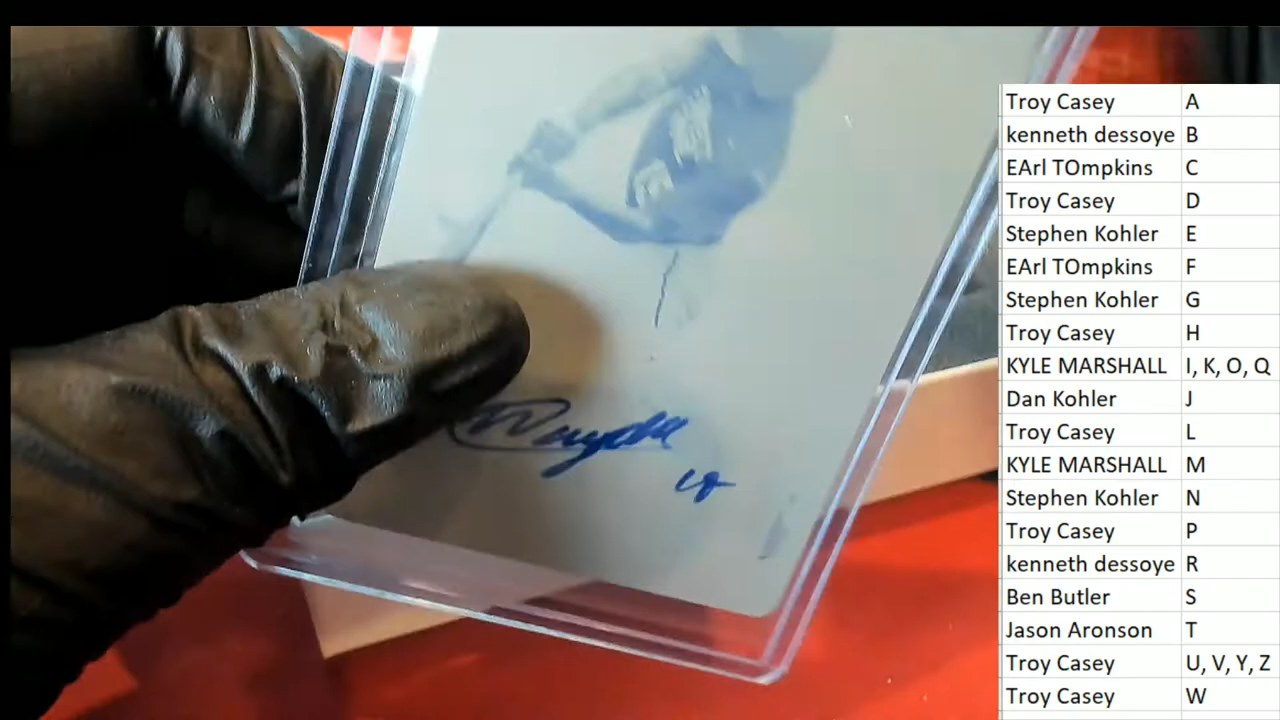 Troy Casey A
kenneth dessoye B
EArl TOmpkins C
Troy Casey D
Stephen Kohler E
EArl TOmpkins F
Stephen Kohler G
Troy Casey H
KYLE MARSHALL I, K, O, Q
Dan Kohler J
Troy Casey L
KYLE MARSHALL M
Stephen Kohler N
Troy Casey P
kenneth dessoye R
Ben Butler S
Jason Aronson T
Troy Casey U, V, Y, Z
Troy Casey W